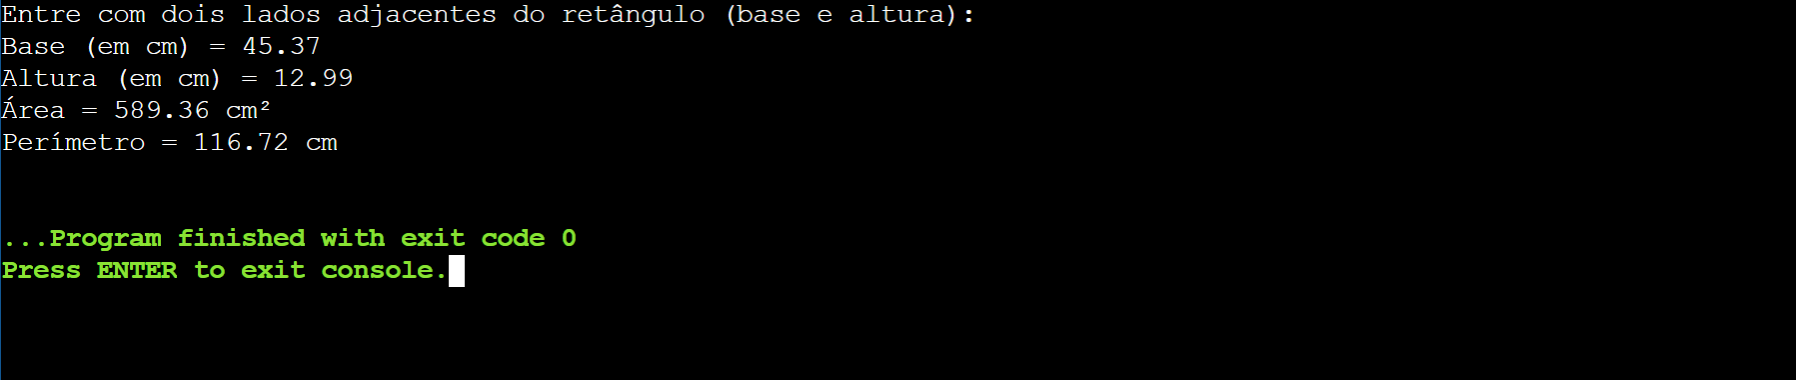 Entre com dois lados adjacentes do retângulo (base e altura):
Base (em cm) = 45.37
Altura (em cm) = 12.99
Área = 589.36 cm²
Perímetro = 116.72 cm
...Program finished with exit code 0
Press ENTER to exit console.